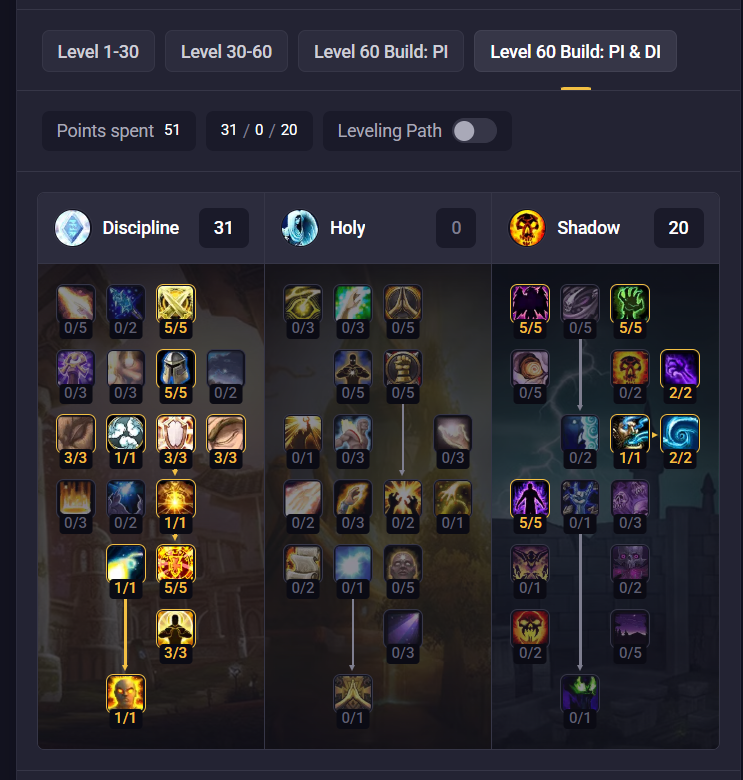 Level 1-30 Level 30-60 Level 60 Build: PI Level 60 Build: PI & DI
Points spent 51 31 / 0 / 20 Leveling Path
Discipline 31 Holy 0 Shadow 20
0/5 0/2 5/5 0/3 0/3 0/5 5/5 0/5 5/5
0/3 0/3 5/5 0/2 0/5 0/5 0/5 0/2 2/2
3/3 1/1 3/3 3/3 0/1 0/3 0/3 0/2 1/1 2/2
0/3 0/2 1/1 0/2 0/3 0/2 0/1 5/5 0/1 0/3
1/1 5/5 0/2 0/1 0/5 0/1 0/2
3/3 0/3 0/2 0/5
1/1 0/1 0/1